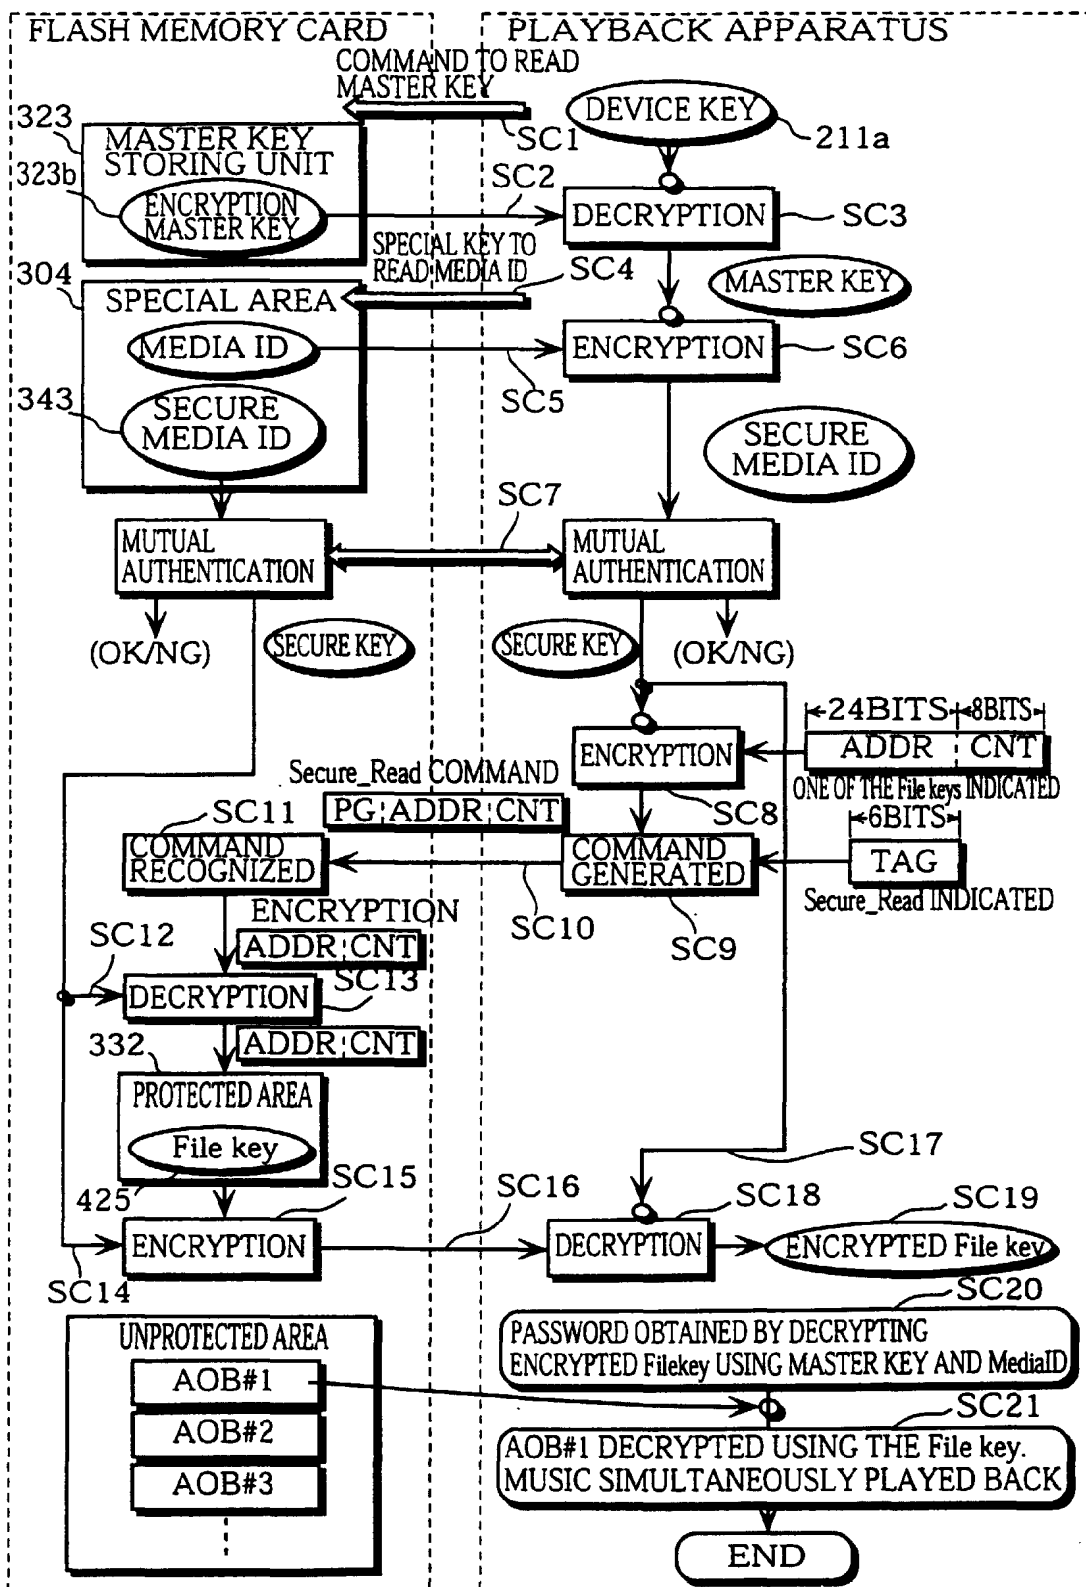 FLASH MEMORY CARD
PLAYBACK APPARATUS
COMMAND TO READ
MASTER KEY
DEVICE KEY
SC1
211a
323
MASTER KEY
STORING UNIT
323b
ENCRYPTION
MASTER KEY
SC2
DECRYPTION
SC3
SPECIAL KEY TO
READ MEDIA ID
SC4
MASTER KEY
304
SPECIAL AREA
MEDIA ID
ENCRYPTION
SC6
SC5
343
SECURE
MEDIA ID
SECURE
MEDIA ID
SC7
MUTUAL
AUTHENTICATION
MUTUAL
AUTHENTICATION
(OK/NG)
SECURE KEY
SECURE KEY
(OK/NG)
24BITS
8BITS
ADDR
CNT
ENCRYPTION
ONE OF THE File keys INDICATED
Secure_Read COMMAND
PG ADDR CNT
SC8
SC11
6BITS
COMMAND
RECOGNIZED
COMMAND
GENERATED
TAG
Secure_Read INDICATED
SC10
SC9
ENCRYPTION
ADDR CNT
SC12
SC13
DECRYPTION
ADDR CNT
332
PROTECTED AREA
File key
425
SC15
SC17
SC16
SC18
SC19
ENCRYPTION
DECRYPTION
ENCRYPTED File key
SC14
SC20
UNPROTECTED AREA
PASSWORD OBTAINED BY DECRYPTING
ENCRYPTED Filekey USING MASTER KEY AND MediaID
AOB#1
AOB#2
AOB#3
SC21
AOB#1 DECRYPTED USING THE File key.
MUSIC SIMULTANEOUSLY PLAYED BACK
END